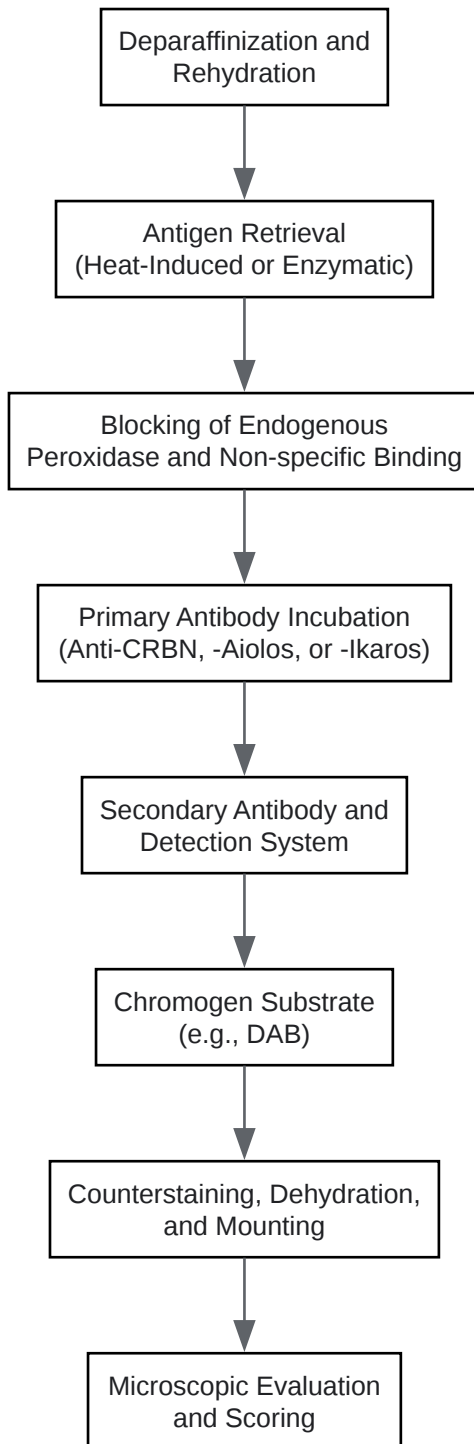 Deparaffinization and
Rehydration
Antigen Retrieval
(Heat-Induced or Enzymatic)
Blocking of Endogenous
Peroxidase and Non-specific Binding
Primary Antibody Incubation
(Anti-CRBN, -Aiolos, or -Ikaros)
Secondary Antibody and
Detection System
Chromogen Substrate
(e.g., DAB)
Counterstaining, Dehydration,
and Mounting
Microscopic Evaluation
and Scoring